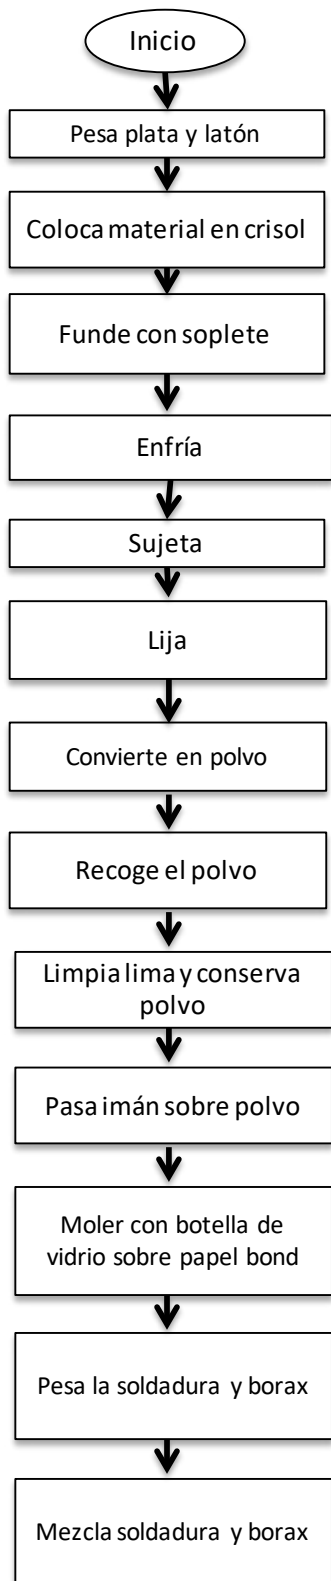 Inicio
Pesa plata y latón
Coloca material en crisol
Funde con soplete
Enfría
Sujeta
Lija
Convierte en polvo
Recoge el polvo
Limpia lima y conserva
polvo
Pasa imán sobre polvo
Moler con botella de
vidrio sobre papel bond
Pesa la soldadura y borax
Mezcla soldadura y borax